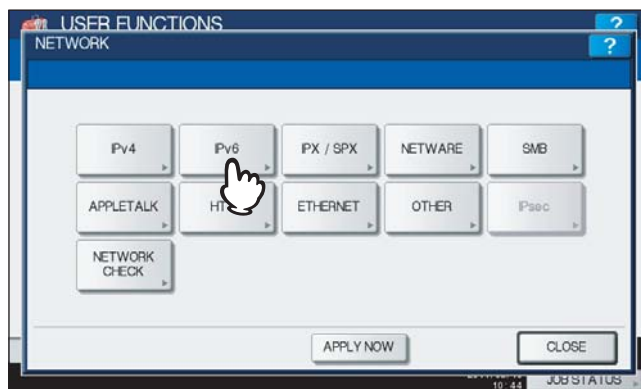 USER FUNCTIONS
?
NETWORK
?
IPv4
IPv6
IPX / SPX
NETWARE
SMB
APPLETALK
ETHERNET
OTHER
IPsec
NETWORK
CHECK
APPLY NOW
CLOSE
10:44
JOB STATUS